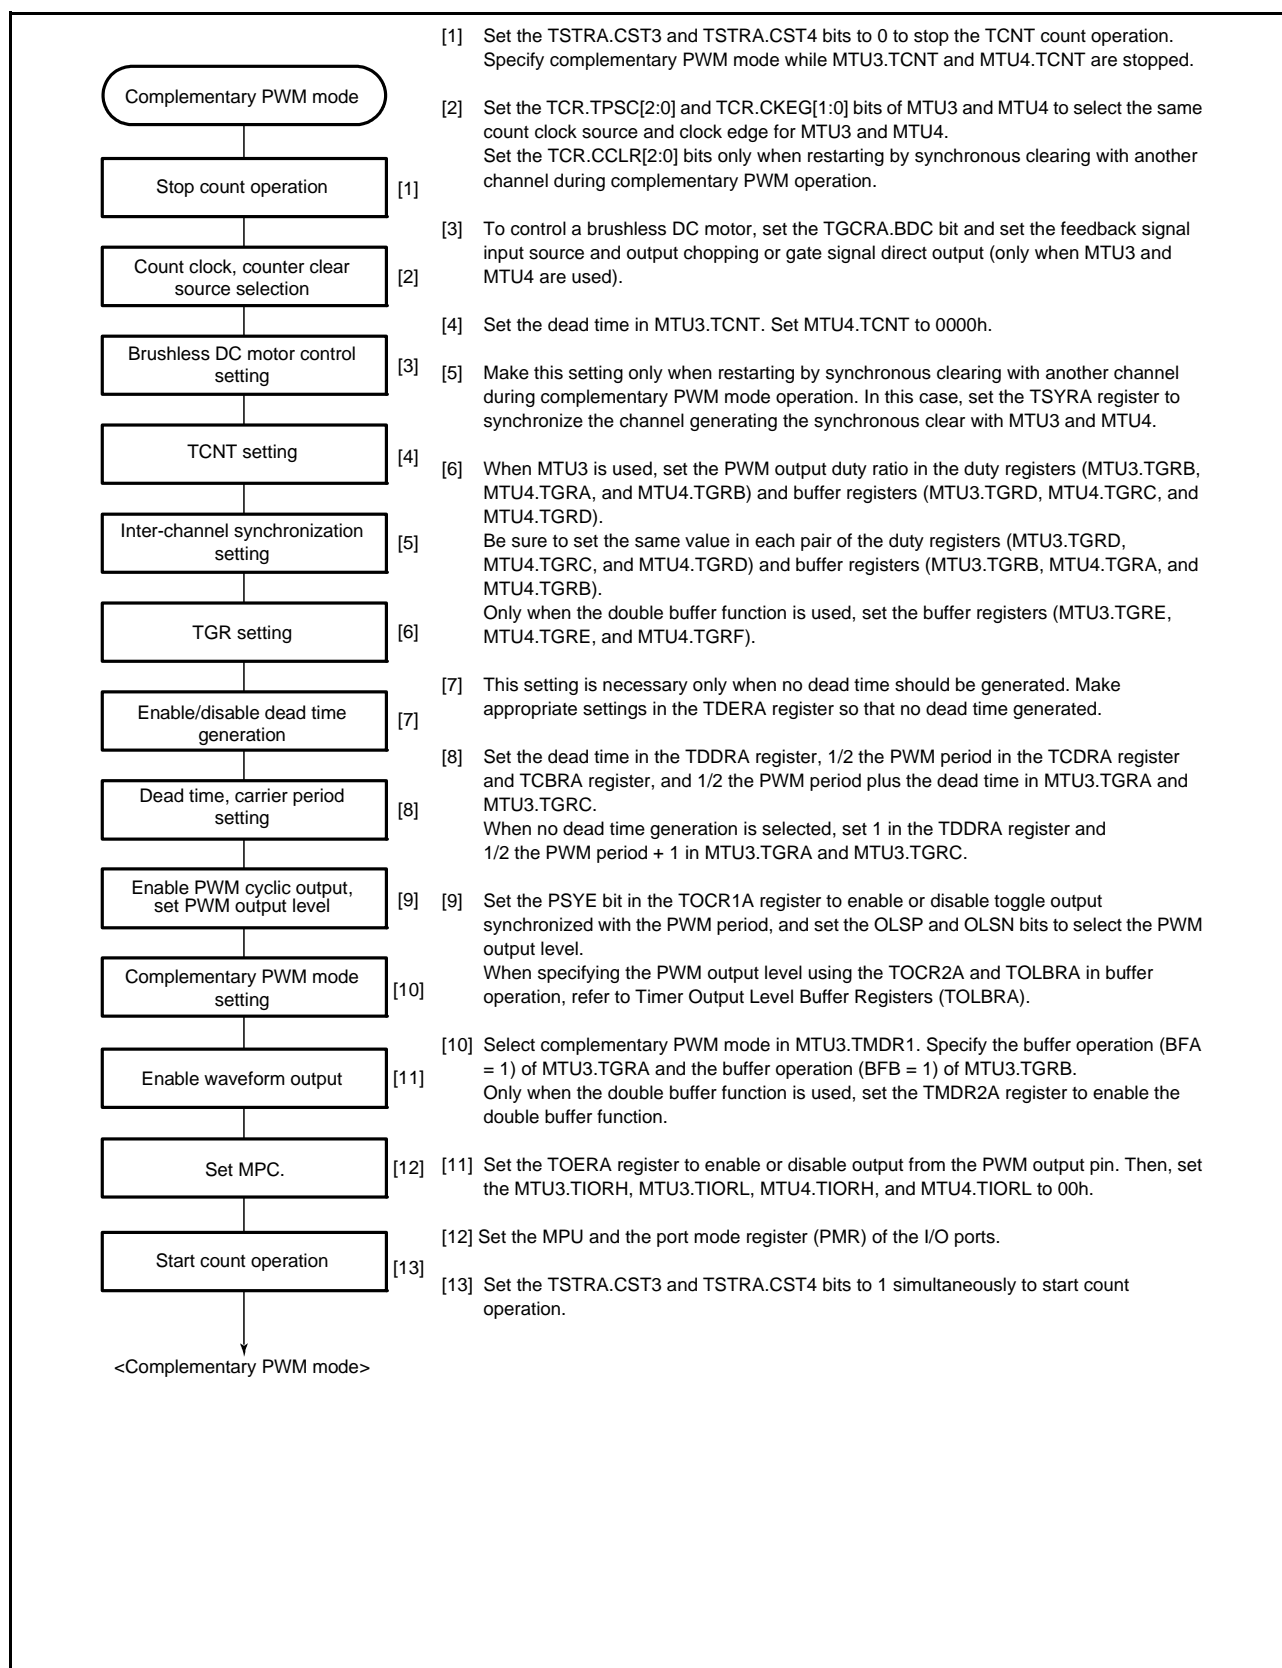 Complementary PWM mode
Stop count operation
[1]
Count clock, counter clear
source selection
[2]
Brushless DC motor control
setting
[3]
TCNT setting
[4]
Inter-channel synchronization
setting
[5]
TGR setting
[6]
Enable/disable dead time
generation
[7]
Dead time, carrier period
setting
[8]
Enable PWM cyclic output,
set PWM output level
[9]
Complementary PWM mode
setting
[10]
Enable waveform output
[11]
Set MPC.
[12]
Start count operation
[13]
<Complementary PWM mode>
[1] Set the TSTRA.CST3 and TSTRA.CST4 bits to 0 to stop the TCNT count operation.
Specify complementary PWM mode while MTU3.TCNT and MTU4.TCNT are stopped.
[2] Set the TCR.TPSC[2:0] and TCR.CKEG[1:0] bits of MTU3 and MTU4 to select the same
count clock source and clock edge for MTU3 and MTU4.
Set the TCR.CCLR[2:0] bits only when restarting by synchronous clearing with another
channel during complementary PWM operation.
[3] To control a brushless DC motor, set the TGCRA.BDC bit and set the feedback signal
input source and output chopping or gate signal direct output (only when MTU3 and
MTU4 are used).
[4] Set the dead time in MTU3.TCNT. Set MTU4.TCNT to 0000h.
[5] Make this setting only when restarting by synchronous clearing with another channel
during complementary PWM mode operation. In this case, set the TSYRA register to
synchronize the channel generating the synchronous clear with MTU3 and MTU4.
[6] When MTU3 is used, set the PWM output duty ratio in the duty registers (MTU3.TGRB,
MTU4.TGRA, and MTU4.TGRB) and buffer registers (MTU3.TGRD, MTU4.TGRC, and
MTU4.TGRD).
Be sure to set the same value in each pair of the duty registers (MTU3.TGRD,
MTU4.TGRC, and MTU4.TGRD) and buffer registers (MTU3.TGRB, MTU4.TGRA, and
MTU4.TGRB).
Only when the double buffer function is used, set the buffer registers (MTU3.TGRE,
MTU4.TGRE, and MTU4.TGRF).
[7] This setting is necessary only when no dead time should be generated. Make
appropriate settings in the TDERA register so that no dead time generated.
[8] Set the dead time in the TDDRA register, 1/2 the PWM period in the TCDRA register
and TCBRA register, and 1/2 the PWM period plus the dead time in MTU3.TGRA and
MTU3.TGRC.
When no dead time generation is selected, set 1 in the TDDRA register and
1/2 the PWM period + 1 in MTU3.TGRA and MTU3.TGRC.
[9] Set the PSYE bit in the TOCR1A register to enable or disable toggle output
synchronized with the PWM period, and set the OLSP and OLSN bits to select the PWM
output level.
When specifying the PWM output level using the TOCR2A and TOLBRA in buffer
operation, refer to Timer Output Level Buffer Registers (TOLBRA).
[10] Select complementary PWM mode in MTU3.TMDR1. Specify the buffer operation (BFA
= 1) of MTU3.TGRA and the buffer operation (BFB = 1) of MTU3.TGRB.
Only when the double buffer function is used, set the TMDR2A register to enable the
double buffer function.
[11] Set the TOERA register to enable or disable output from the PWM output pin. Then, set
the MTU3.TIORH, MTU3.TIORL, MTU4.TIORH, and MTU4.TIORL to 00h.
[12] Set the MPU and the port mode register (PMR) of the I/O ports.
[13] Set the TSTRA.CST3 and TSTRA.CST4 bits to 1 simultaneously to start count
operation.